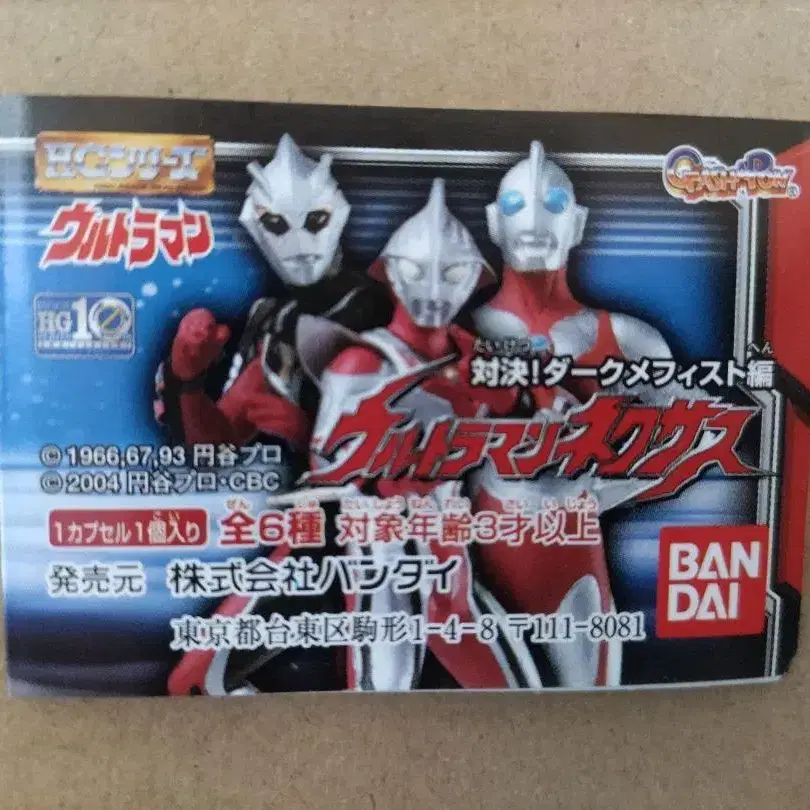 HGシリーズ
ウルトラマン
GASHAPON®
HG10
たいけつ へん
対決!ダークメフィスト編
ウルトラマンネクサス
© 1966,67,93 円谷プロ
© 2004 円谷プロ・CBC
1カプセル1個入り 全6種 対象年齢3才以上
発売元 株式会社バンダイ
東京都台東区駒形1-4-8 〒111-8081
BAN
DAI